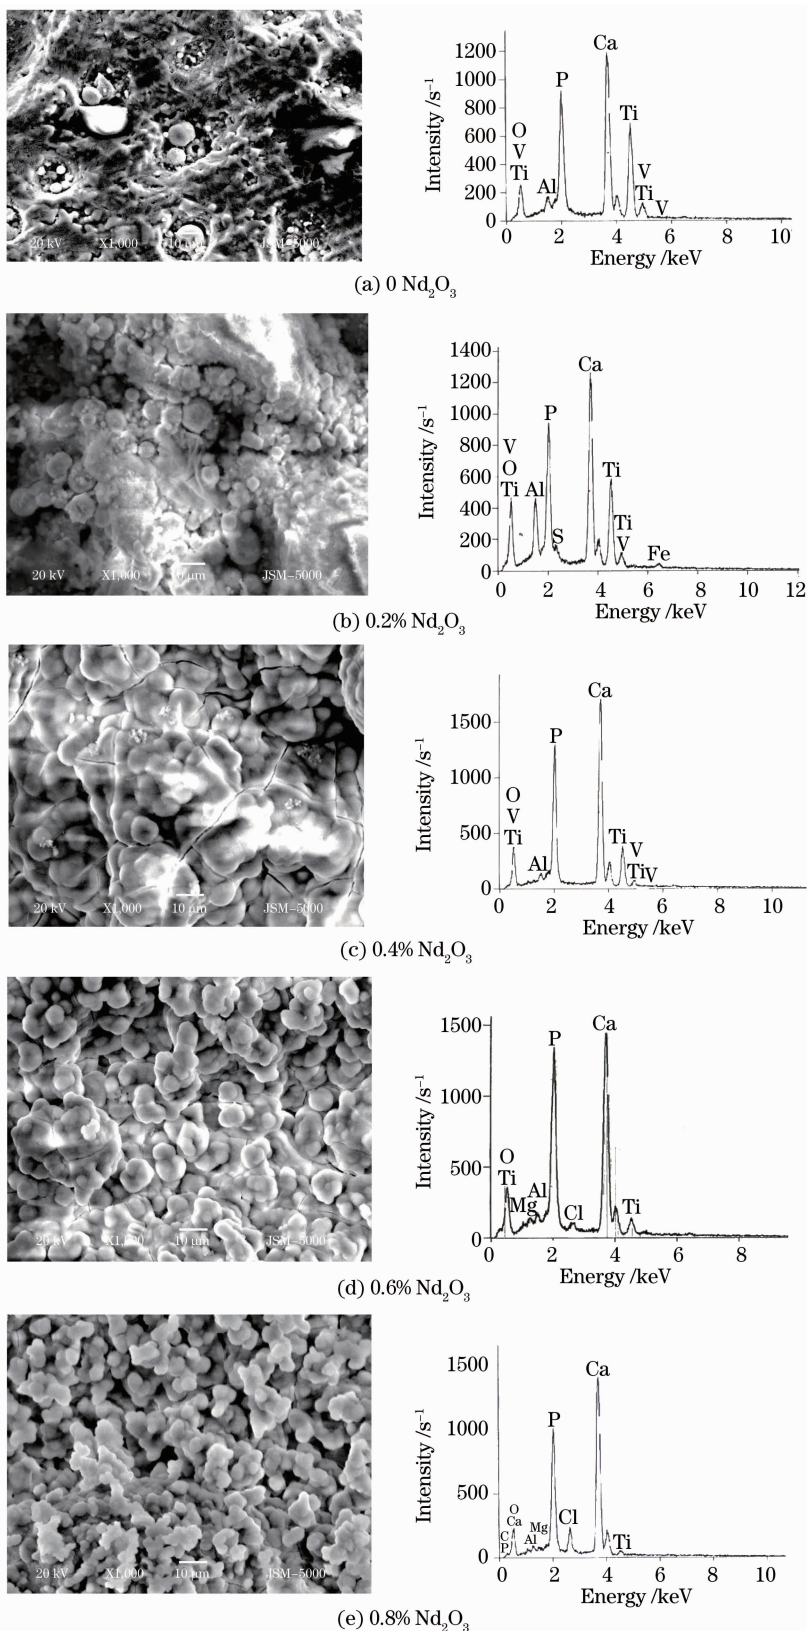 20 kV X1,000 10 μm JSM-5000
Intensity /s⁻¹
1200
1000
800
600
400
200
0
O
V
Ti
Al
P
Ca
Ti
V
Ti
V
0 2 4 6 8 10
Energy /keV
(a) 0 Nd₂O₃
20 kV X1,000 μm JSM-5000
Intensity /s⁻¹
1400
1200
1000
800
600
400
200
0
V
O
Ti
Al
P
S
Ca
Ti
Ti
V
Fe
0 2 4 6 8 10 12
Energy /keV
(b) 0.2% Nd₂O₃
20 kV X1,000 10 μm JSM-5000
Intensity /s⁻¹
1500
1000
500
0
O
V
Ti
Al
P
Ca
Ti
V
Ti V
0 2 4 6 8 10
Energy /keV
(c) 0.4% Nd₂O₃
20 kV X1,000 10 μm JSM-5000
Intensity /s⁻¹
1500
1000
500
0
O
Ti
Mg
Al
P
Cl
Ca
Ti
0 2 4 6 8
Energy /keV
(d) 0.6% Nd₂O₃
20 kV X1,000 10 μm JSM-5000
Intensity /s⁻¹
1500
1000
500
0
C
P
O
Ca
Al
Mg
P
Cl
Ca
Ti
0 2 4 6 8 10
Energy /keV
(e) 0.8% Nd₂O₃